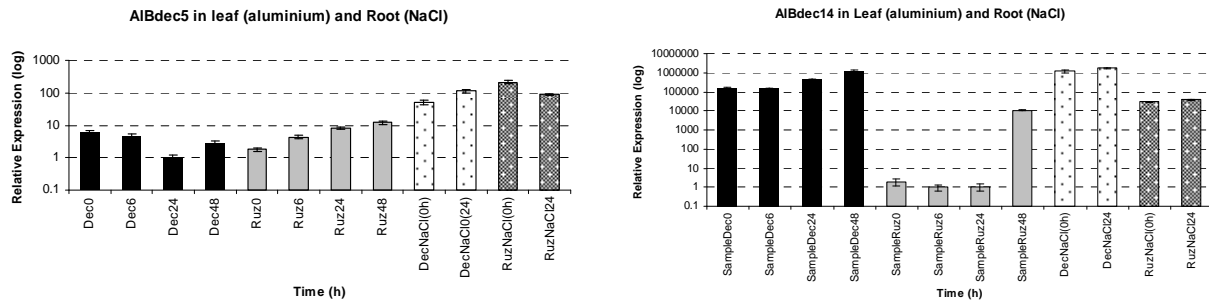 AlBdec5 in leaf (aluminium) and Root (NaCl)
Relative Expression (log)
1000
100
10
1
0.1
Dec0
Dec6
Dec24
Dec48
Ruz0
Ruz6
Ruz24
Ruz48
DecNaCl(0h)
DecNaCl0(24)
RuzNaCl(0h)
RuzNaCl24
Time (h)
AlBdec14 in Leaf (aluminium) and Root (NaCl)
Relative Expression (log)
10000000
1000000
100000
10000
1000
100
10
1
0.1
SampleDec0
SampleDec6
SampleDec24
SampleDec48
SampleRuz0
SampleRuz6
SampleRuz24
SampleRuz48
DecNaCl(0h)
DecNaCl24
RuzNaCl(0h)
RuzNaCl24
Time (h)